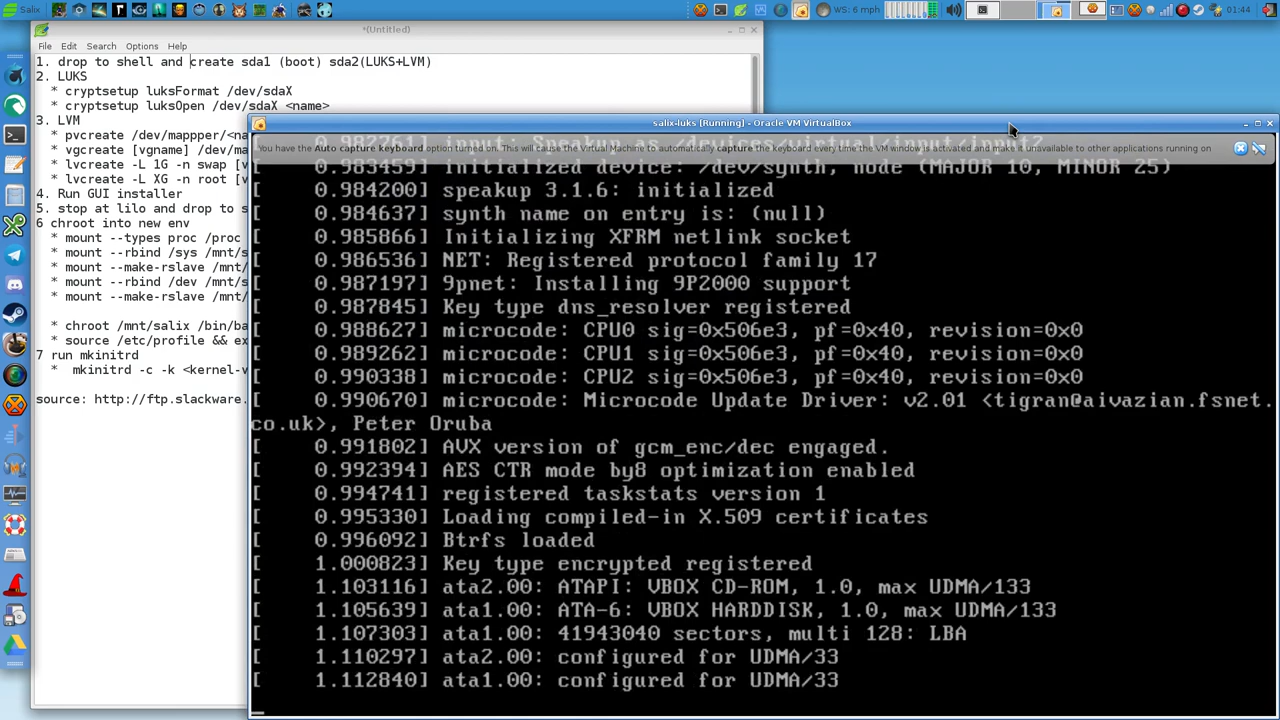 Salix
WS: 6 mph
01:44
*(Untitled)
File Edit Search Options Help
1. drop to shell and create sda1 (boot) sda2(LUKS+LVM)
2. LUKS
* cryptsetup luksFormat /dev/sdaX
* cryptsetup luksOpen /dev/sdaX <name>
3. LVM
* pvcreate /dev/mappper/<na
* vgcreate [vgname] /dev/ma
* lvcreate -L 1G -n swap [v
* lvcreate -L XG -n root [v
4. Run GUI installer
5. stop at lilo and drop to s
6 chroot into new env
* mount --types proc /proc
* mount --rbind /sys /mnt/s
* mount --make-rslave /mnt/
* mount --rbind /dev /mnt/s
* mount --make-rslave /mnt/
* chroot /mnt/salix /bin/ba
* source /etc/profile && ex
7 run mkinitrd
* mkinitrd -c -k <kernel-v
source: http://ftp.slackware.
salix-luks [Running] - Oracle VM VirtualBox
You have the Auto capture keyboard option turned on. This will cause the Virtual Machine to automatically capture the keyboard every time the VM window is activated and make it unavailable to other applications running on
[ 0.982761] input: Speakup as /devices/virtual/input/input2
[ 0.983459] initialized device: /dev/synth, node (MAJOR 10, MINOR 25)
[ 0.984200] speakup 3.1.6: initialized
[ 0.984637] synth name on entry is: (null)
[ 0.985866] Initializing XFRM netlink socket
[ 0.986536] NET: Registered protocol family 17
[ 0.987197] 9pnet: Installing 9P2000 support
[ 0.987845] Key type dns_resolver registered
[ 0.988627] microcode: CPU0 sig=0x506e3, pf=0x40, revision=0x0
[ 0.989262] microcode: CPU1 sig=0x506e3, pf=0x40, revision=0x0
[ 0.990338] microcode: CPU2 sig=0x506e3, pf=0x40, revision=0x0
[ 0.990670] microcode: Microcode Update Driver: v2.01 <tigran@aivazian.fsnet.
co.uk>, Peter Oruba
[ 0.991802] AVX version of gcm_enc/dec engaged.
[ 0.992394] AES CTR mode by8 optimization enabled
[ 0.994741] registered taskstats version 1
[ 0.995330] Loading compiled-in X.509 certificates
[ 0.996092] Btrfs loaded
[ 1.000823] Key type encrypted registered
[ 1.103116] ata2.00: ATAPI: VBOX CD-ROM, 1.0, max UDMA/133
[ 1.105639] ata1.00: ATA-6: VBOX HARDDISK, 1.0, max UDMA/133
[ 1.107303] ata1.00: 41943040 sectors, multi 128: LBA
[ 1.110297] ata2.00: configured for UDMA/33
[ 1.112840] ata1.00: configured for UDMA/33